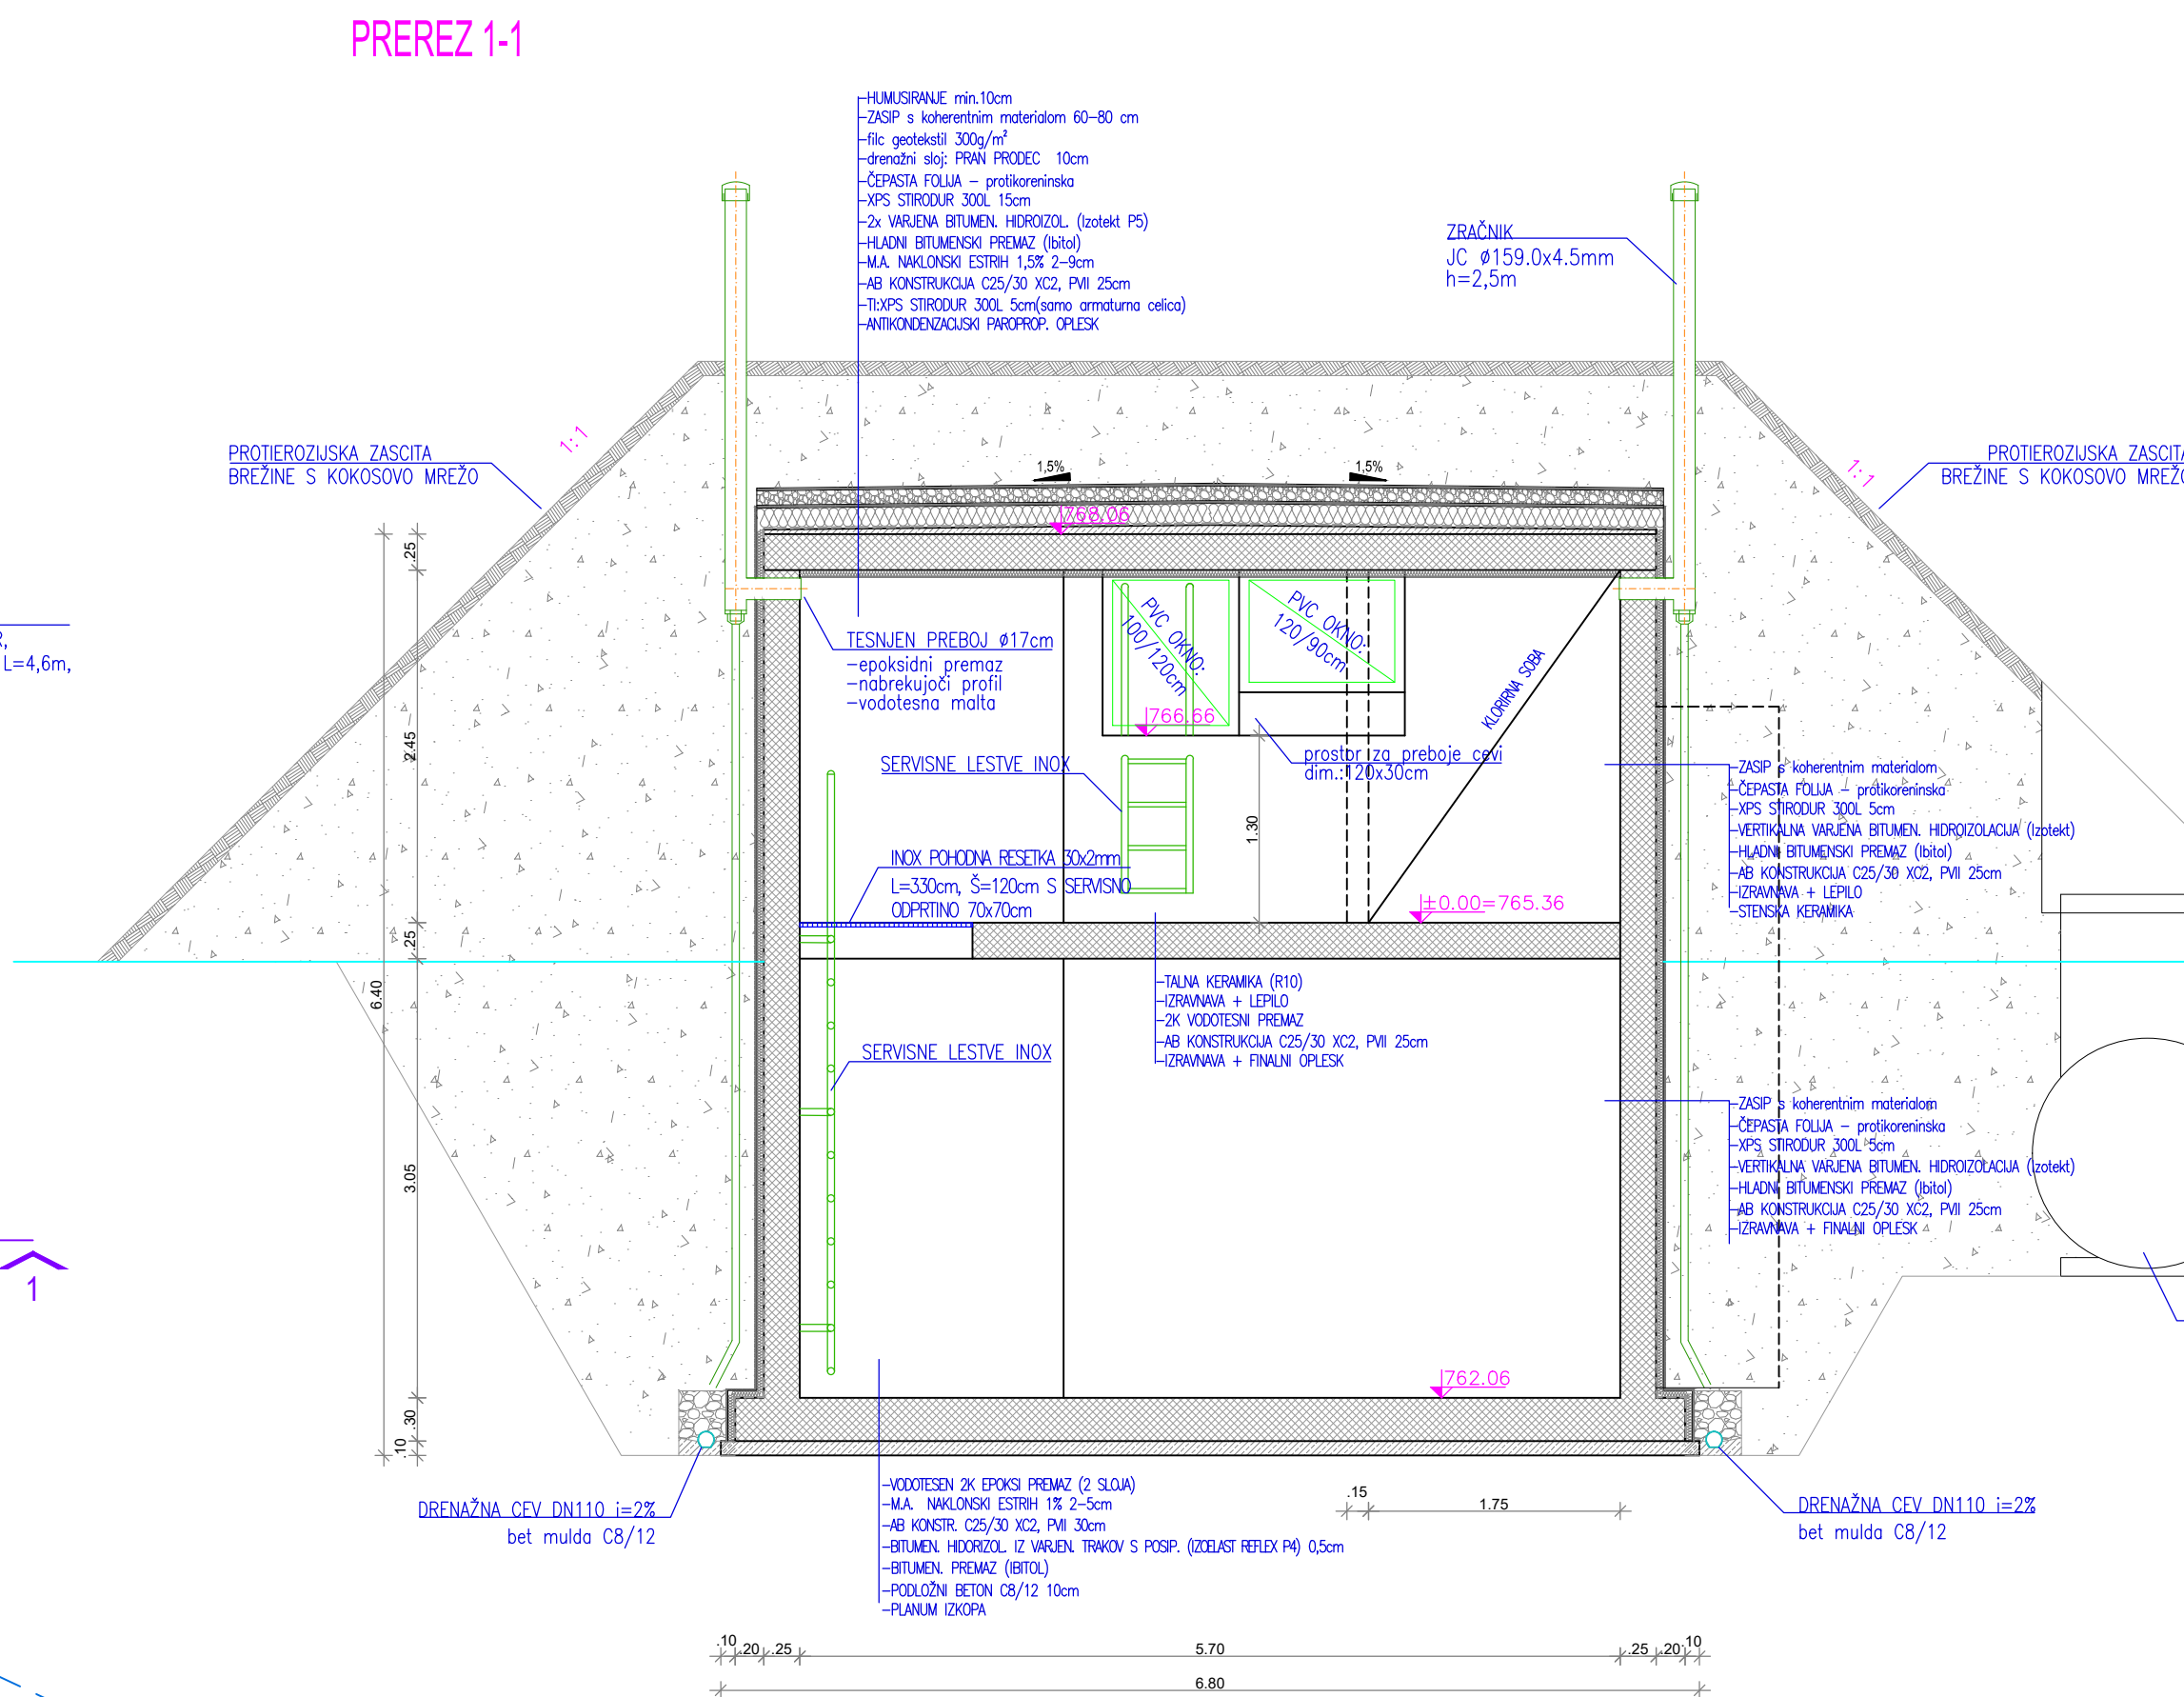 PREREZ 1-1
-HUMUSIRANJE min.10cm
-ZASIP s koherentnim materialom 60-80 cm
-filc geotekstil 300g/m²
-drenažni sloj: PRAN PRODEC 10cm
-ČEPASTA FOLIJA - protikoreninska
-XPS STIRODUR 300L 15cm
-2x VARJENA BITUMEN. HIDROIZOL. (Izotekt P5)
-HLADNI BITUMENSKI PREMAZ (Ibitol)
-M.A. NAKLONSKI ESTRIH 1,5% 2-9cm
-AB KONSTRUKCIJA C25/30 XC2, PVII 25cm
-TI:XPS STIRODUR 300L 5cm(samo armaturna celica)
-ANTIKONDENZACIJSKI PAROPROP. OPLESK
ZRAČNIK
JC ø159.0x4.5mm
h=2,5m
PROTIEROZIJSKA ZASCITA
BREŽINE S KOKOSOVO MREŽO
1:1
1:1
PROTIEROZIJSKA ZASCITA
BREŽINE S KOKOSOVO MREŽO
1,5%
1,5%
768.06
.25
2.45
.25
6.40
3.05
.30
.10
L=4,6m,
TESNJEN PREBOJ ø17cm
-epoksidni premaz
-nabrekujoči profil
-vodotesna malta
PVC OKNO:
100/120cm
PVC OKNO:
120/90cm
KLORIRNA SOBA
766.66
SERVISNE LESTVE INOX
prostor za preboje cevi
dim.:120x30cm
1.30
INOX POHODNA RESETKA 30x2mm
L=330cm, Š=120cm S SERVISNO
ODPRTINO 70x70cm
±0.00=765.36
-ZASIP s koherentnim materialom
-ČEPASTA FOLIJA - protikoreninska
-XPS STIRODUR 300L 5cm
-VERTIKALNA VARJENA BITUMEN. HIDROIZOLACIJA (Izotekt)
-HLADNI BITUMENSKI PREMAZ (Ibitol)
-AB KONSTRUKCIJA C25/30 XC2, PVII 25cm
-IZRAVNAVA + LEPILO
-STENSKA KERAMIKA
-TALNA KERAMIKA (R10)
-IZRAVNAVA + LEPILO
-2K VODOTESNI PREMAZ
-AB KONSTRUKCIJA C25/30 XC2, PVII 25cm
-IZRAVNAVA + FINALNI OPLESK
SERVISNE LESTVE INOX
-ZASIP s koherentnim materialom
-ČEPASTA FOLIJA - protikoreninska
-XPS STIRODUR 300L 5cm
-VERTIKALNA VARJENA BITUMEN. HIDROIZOLACIJA (Izotekt)
-HLADNI BITUMENSKI PREMAZ (Ibitol)
-AB KONSTRUKCIJA C25/30 XC2, PVII 25cm
-IZRAVNAVA + FINALNI OPLESK
1
762.06
DRENAŽNA CEV DN110 i=2%
bet mulda C8/12
-VODOTESEN 2K EPOKSI PREMAZ (2 SLOJA)
-M.A. NAKLONSKI ESTRIH 1% 2-5cm
-AB KONSTR. C25/30 XC2, PVII 30cm
-BITUMEN. HIDORIZOL. IZ VARJEN. TRAKOV S POSIP. (IZOELAST REFLEX P4) 0,5cm
-BITUMEN. PREMAZ (IBITOL)
-PODLOŽNI BETON C8/12 10cm
-PLANUM IZKOPA
.15
1.75
DRENAŽNA CEV DN110 i=2%
bet mulda C8/12
.10 .20 .25 5.70 .25 .20 .10
6.80